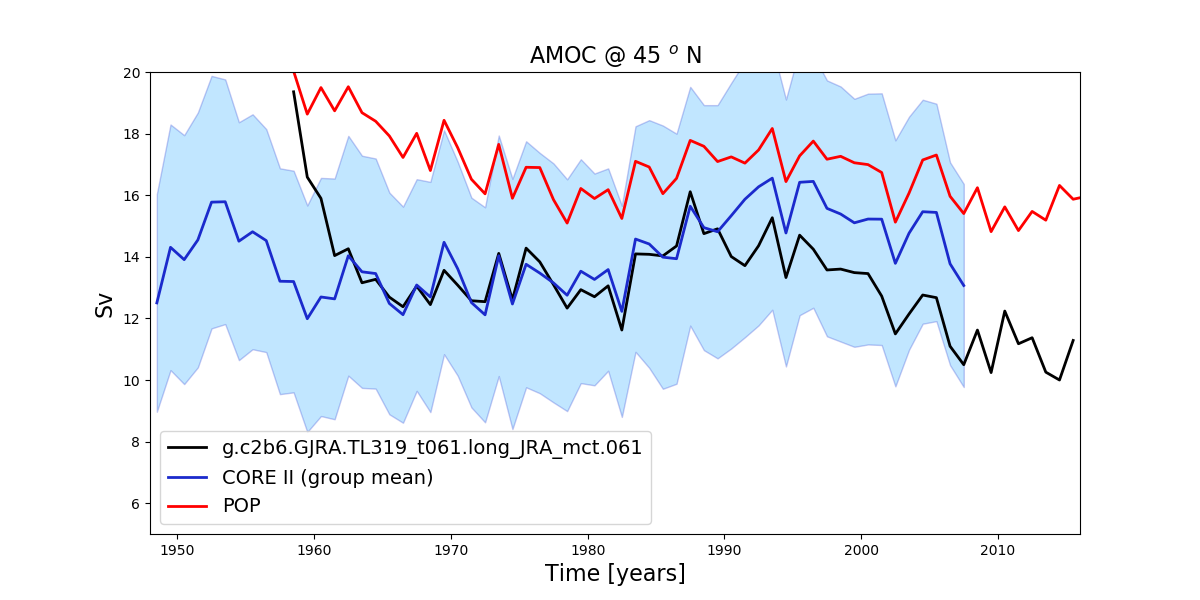 AMOC @ 45 ° N
Sv
20
18
16
14
12
10
8
6
g.c2b6.GJRA.TL319_t061.long_JRA_mct.061
CORE II (group mean)
POP
1950 1960 1970 1980 1990 2000 2010
Time [years]